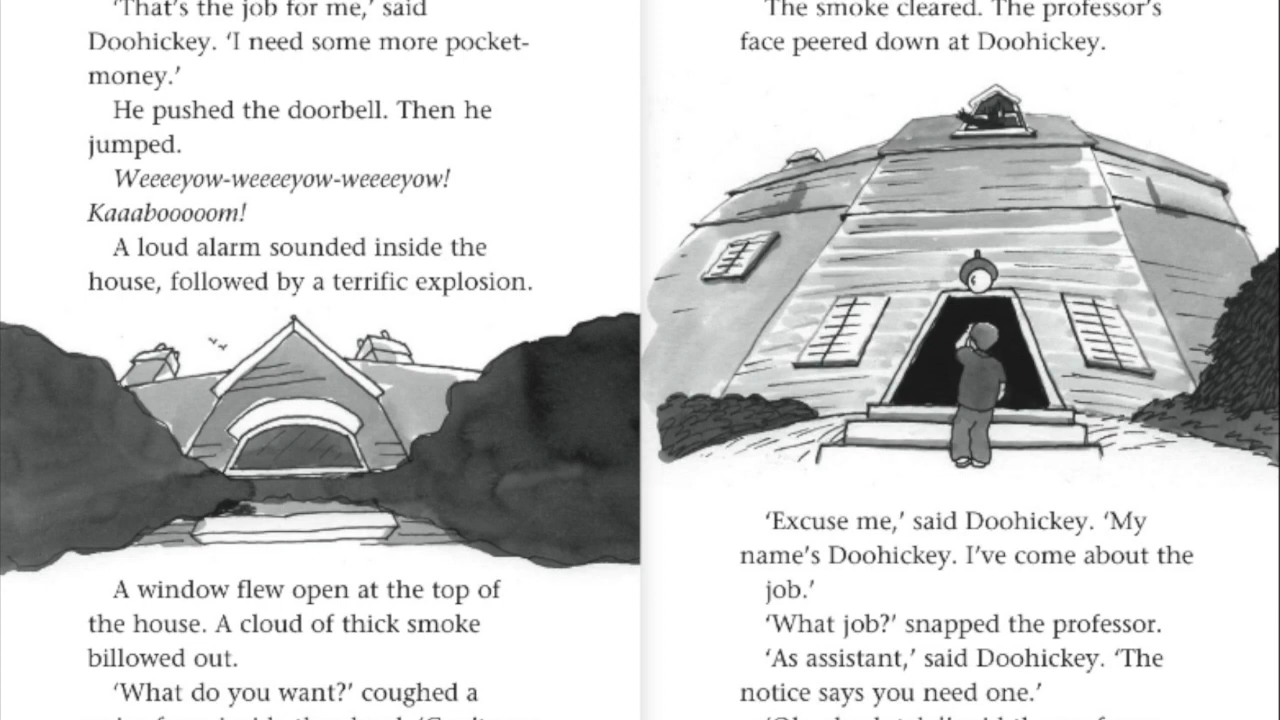 ‘That’s the job for me,’ said
Doohickey. ‘I need some more pocket-
money.’
He pushed the doorbell. Then he
jumped.
Weeeeyow-weeeeyow-weeeeyow!
Kaaabooooom!
A loud alarm sounded inside the
house, followed by a terrific explosion.
A window flew open at the top of
the house. A cloud of thick smoke
billowed out.
‘What do you want?’ coughed a
The smoke cleared. The professor’s
face peered down at Doohickey.
‘Excuse me,’ said Doohickey. ‘My
name’s Doohickey. I’ve come about the
job.’
‘What job?’ snapped the professor.
‘As assistant,’ said Doohickey. ‘The
notice says you need one.’